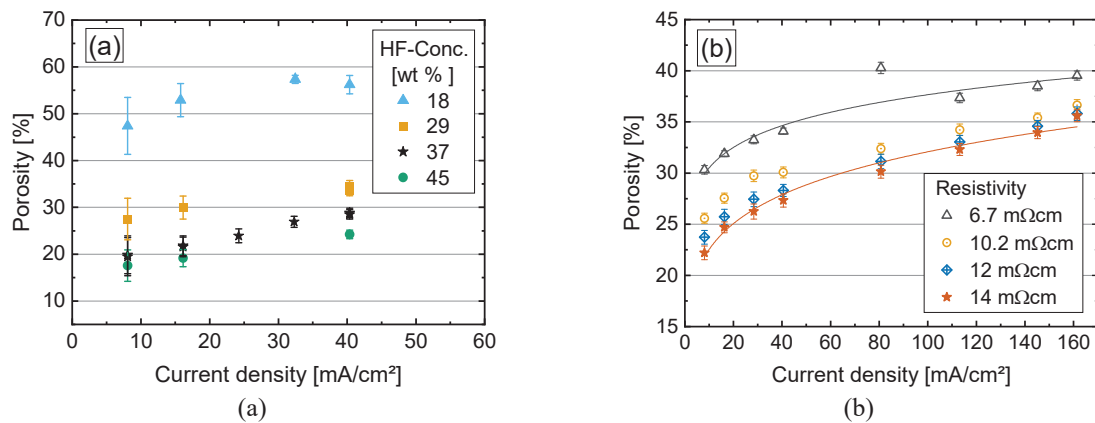 (a)
HF-Conc.
[wt % ]
18
29
37
45
70
60
50
40
30
20
10
Porosity [%]
0 10 20 30 40 50 60
Current density [mA/cm²]
(a)
(b)
45
40
35
30
25
20
15
Porosity [%]
Resistivity
6.7 mΩcm
10.2 mΩcm
12 mΩcm
14 mΩcm
0 20 40 60 80 100 120 140 160
Current density [mA/cm²]
(b)